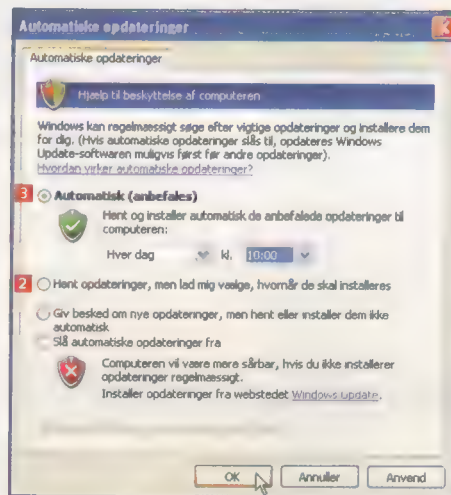 Automatiske opdateringer
Automatiske opdateringer
Hjælp til beskyttelse af computeren
Windows kan regelmæssigt søge efter vigtige opdateringer og installere dem
for dig. (Hvis automatiske opdateringer slås til, opdateres Windows
Update-softwaren muligvis først før andre opdateringer).
Hvordan virker automatiske opdateringer?
3 Automatisk (anbefales)
Hent og installer automatisk de anbefalede opdateringer til
computeren:
Hver dag kl. 10:00
2 Hent opdateringer, men lad mig vælge, hvornår de skal installeres
Giv besked om nye opdateringer, men hent eller installer dem ikke
automatisk
Slå automatiske opdateringer fra
Computeren vil være mere sårbar, hvis du ikke installerer
opdateringer regelmæssigt.
Installer opdateringer fra webstedet Windows Update.
OK Annuller Anvend